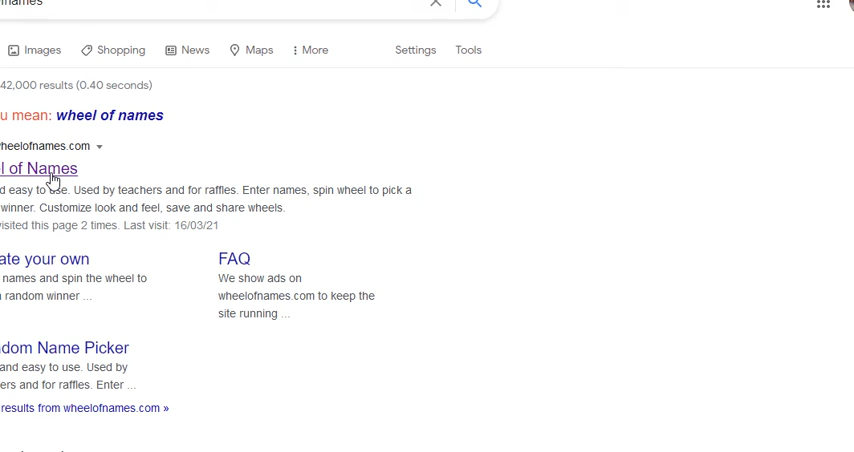 fnames
Images Shopping News Maps More Settings Tools
42,000 results (0.40 seconds)
u mean: wheel of names
wheelofnames.com
l of Names
d easy to use. Used by teachers and for raffles. Enter names, spin wheel to pick a
winner. Customize look and feel, save and share wheels.
isited this page 2 times. Last visit: 16/03/21
ate your own
names and spin the wheel to
random winner ...
FAQ
We show ads on
wheelofnames.com to keep the
site running ...
dom Name Picker
and easy to use. Used by
ers and for raffles. Enter ...
results from wheelofnames.com »